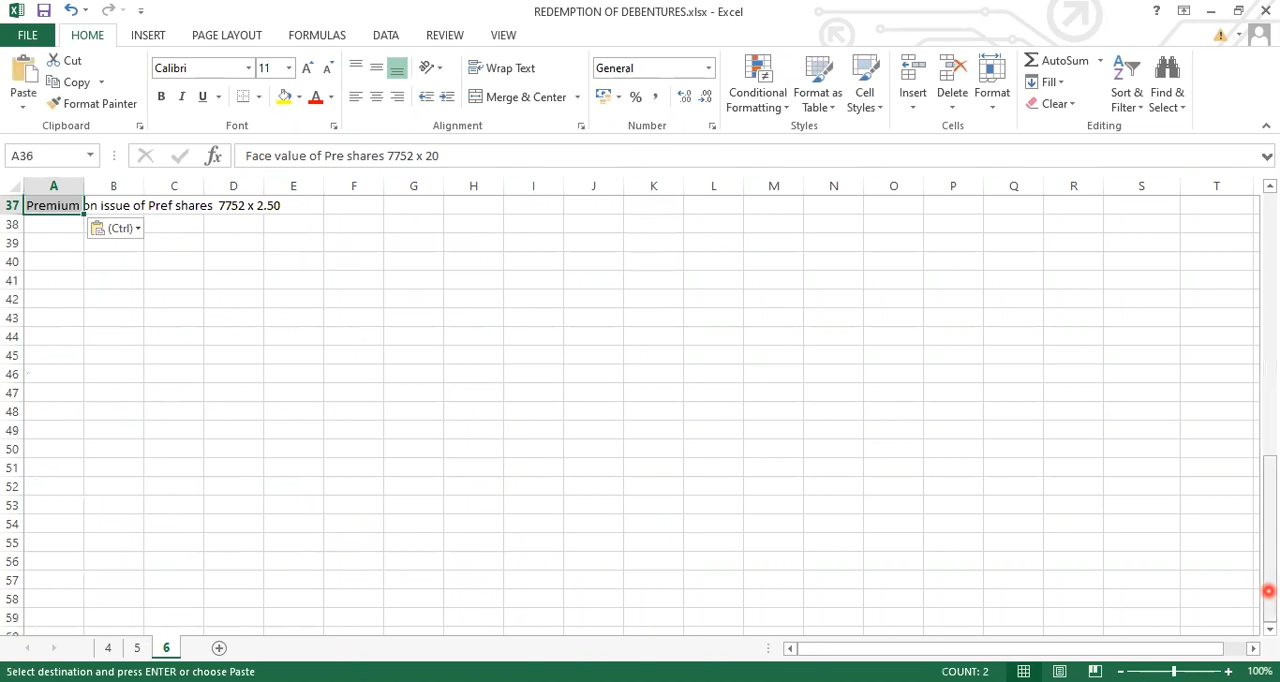 REDEMPTION OF DEBENTURES.xlsx - Excel
?
FILE HOME INSERT PAGE LAYOUT FORMULAS DATA REVIEW VIEW
Paste
Cut
Copy
Format Painter
Clipboard
Calibri 11
B I U
Font
Wrap Text
Merge & Center
Alignment
General
% ,
Number
Conditional Formatting
Format as Table
Cell Styles
Styles
Insert
Delete
Format
Cells
AutoSum
Fill
Clear
Sort & Filter
Find & Select
Editing
A36 fx Face value of Pre shares 7752 x 20
A B C D E F G H I J K L M N O P Q R S T
37 Premium on issue of Pref shares 7752 x 2.50
38 (Ctrl)
39
40
41
42
43
44
45
46
47
48
49
50
51
52
53
54
55
56
57
58
59
4 5 6
Select destination and press ENTER or choose Paste COUNT: 2 100%